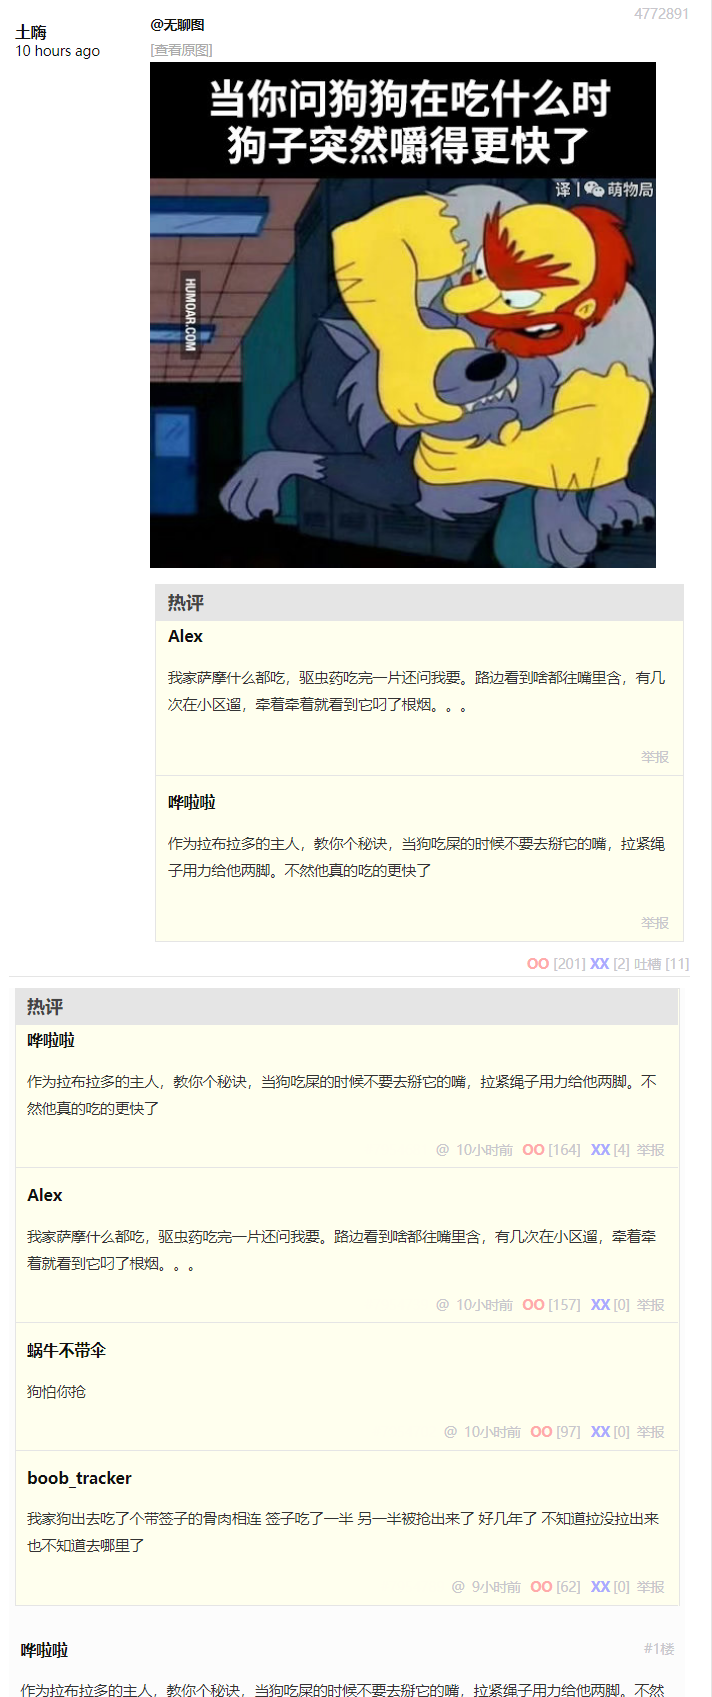 4772891
土嗨
10 hours ago
@无聊图
[查看原图]
当你问狗狗在吃什么时
狗子突然嚼得更快了
译 | 萌物局
HUMOAR.COM
热评
Alex
我家萨摩什么都吃，驱虫药吃完一片还问我要。路边看到啥都往嘴里含，有几
次在小区遛，牵着牵着就看到它叼了根烟。。。
举报
哗啦啦
作为拉布拉多的主人，教你个秘诀，当狗吃屎的时候不要去掰它的嘴，拉紧绳
子用力给他两脚。不然他真的吃的更快了
举报
OO [201] XX [2] 吐槽 [11]
热评
哗啦啦
作为拉布拉多的主人，教你个秘诀，当狗吃屎的时候不要去掰它的嘴，拉紧绳子用力给他两脚。不
然他真的吃的更快了
@ 10小时前 OO [164] XX [4] 举报
Alex
我家萨摩什么都吃，驱虫药吃完一片还问我要。路边看到啥都往嘴里含，有几次在小区遛，牵着牵
着就看到它叼了根烟。。。
@ 10小时前 OO [157] XX [0] 举报
蜗牛不带伞
狗怕你抢
@ 10小时前 OO [97] XX [0] 举报
boob_tracker
我家狗出去吃了个带签子的骨肉相连 签子吃了一半 另一半被抢出来了 好几年了 不知道拉没拉出来
也不知道去哪里了
@ 9小时前 OO [62] XX [0] 举报
哗啦啦
#1楼
作为拉布拉多的主人，教你个秘诀，当狗吃屎的时候不要去掰它的嘴，拉紧绳子用力给他两脚。不然